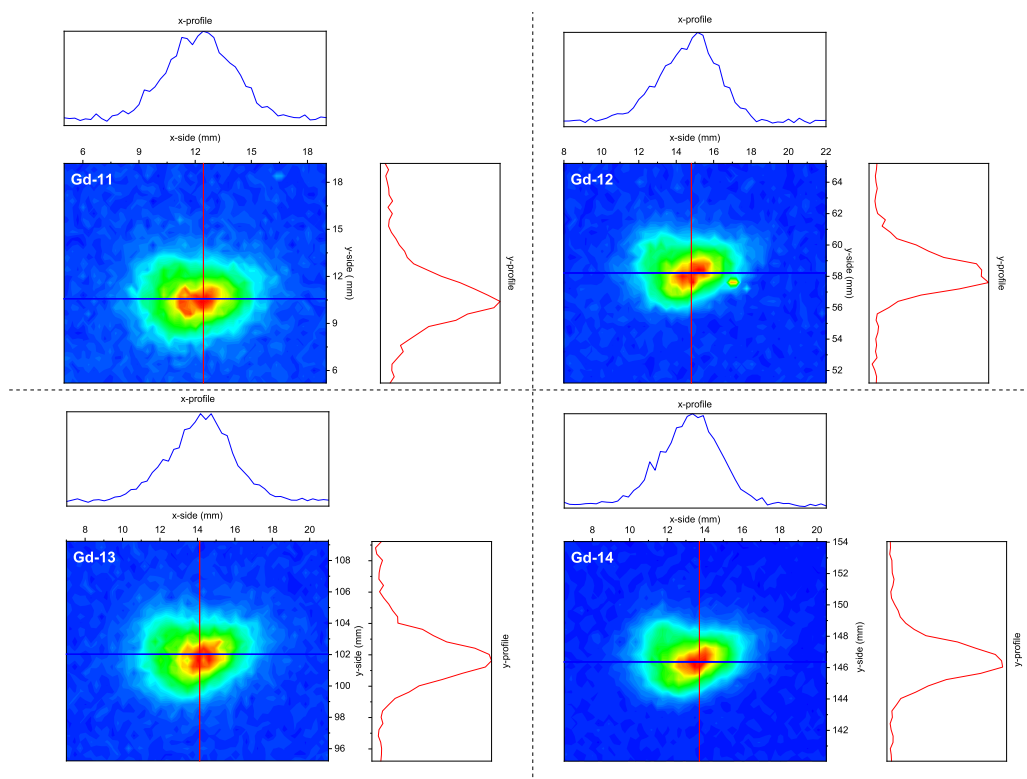 x-profile
x-side (mm)
6 9 12 15 18
Gd-11
18
15
12
9
6
y-side ( mm)
y-profile
x-profile
x-side (mm)
8 10 12 14 16 18 20 22
Gd-12
64
62
60
58
56
54
52
y-side (mm)
y-profile
x-profile
x-side (mm)
8 10 12 14 16 18 20
Gd-13
108
106
104
102
100
98
96
y-side (mm)
y-profile
x-profile
x-side (mm)
8 10 12 14 16 18 20
Gd-14
154
152
150
148
146
144
142
y-side (mm)
y-profile